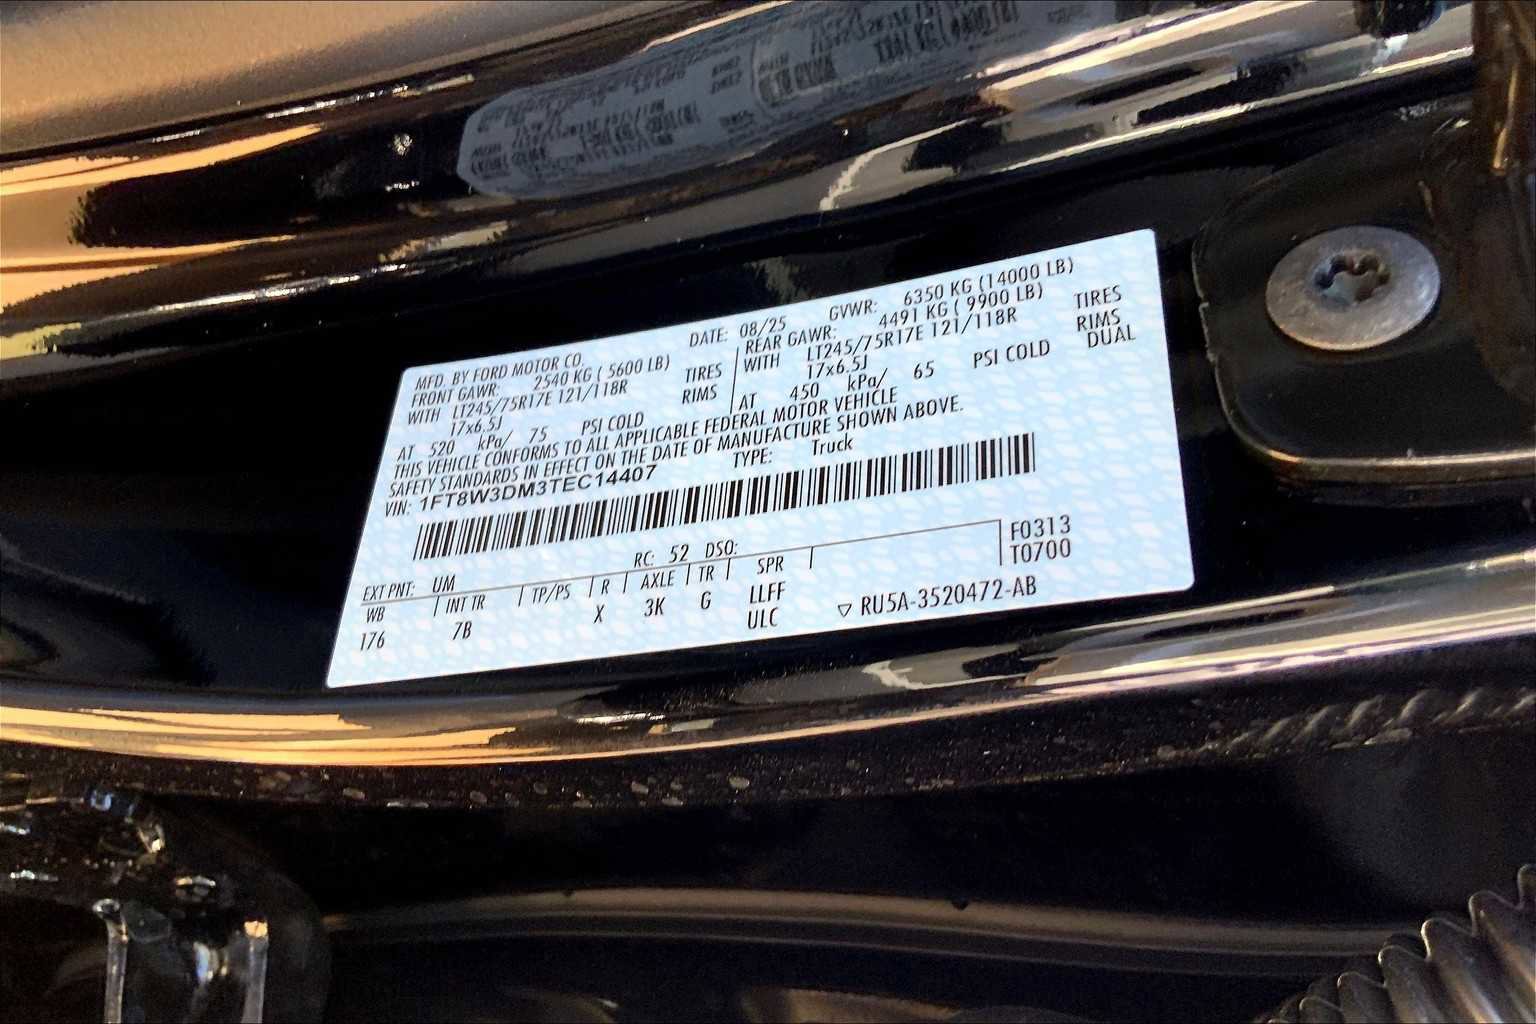 MFD. BY FORD MOTOR CO. DATE: 08/25 GVWR: 6350 KG (14000 LB)
FRONT GAWR: 2540 KG ( 5600 LB) REAR GAWR: 4491 KG ( 9900 LB)
WITH LT245/75R17E 121/118R TIRES WITH LT245/75R17E 121/118R TIRES
17x6.5J RIMS 17x6.5J RIMS
AT 520 kPa/ 75 PSI COLD AT 450 kPa/ 65 PSI COLD DUAL
THIS VEHICLE CONFORMS TO ALL APPLICABLE FEDERAL MOTOR VEHICLE
SAFETY STANDARDS IN EFFECT ON THE DATE OF MANUFACTURE SHOWN ABOVE.
VIN: 1FT8W3DM3TEC14407 TYPE: Truck
F0313
T0700
EXT PNT: UM RC: 52 DSO:
WB INT TR TP/PS R AXLE TR SPR
176 7B X 3K G LLFF
ULC
▽ RU5A-3520472-AB